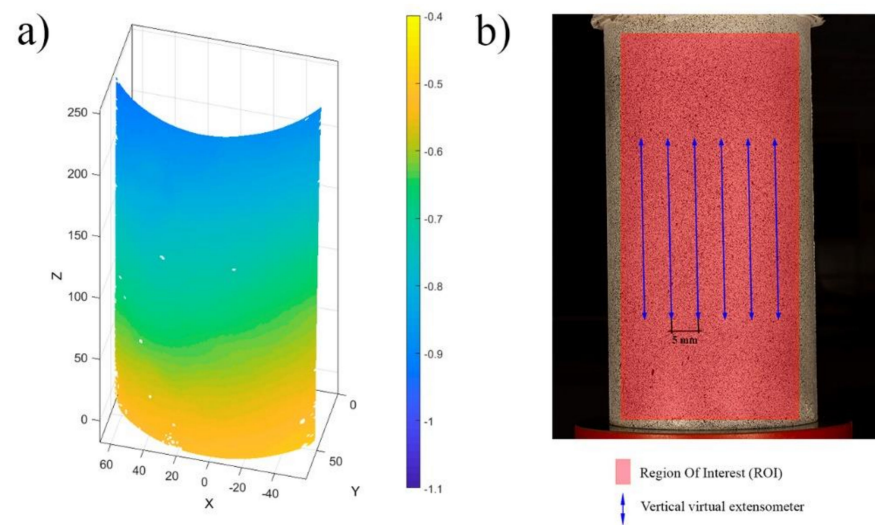 a)
-0.4
-0.5
-0.6
-0.7
-0.8
-0.9
-1
-1.1
250
200
150
100
50
0
Z
60
40
20
0
-20
-40
X
0
50
Y
b)
5 mm
Region Of Interest (ROI)
Vertical virtual extensometer